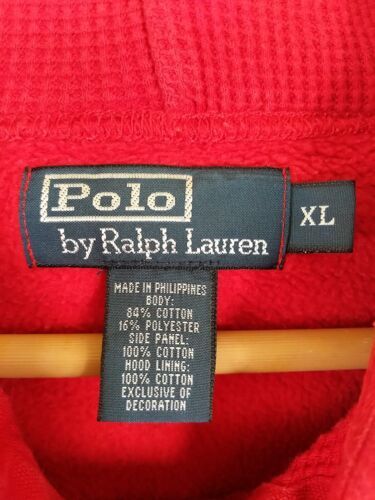 Polo
by Ralph Lauren
XL
MADE IN PHILIPPINES
BODY:
84% COTTON
16% POLYESTER
SIDE PANEL:
100% COTTON
HOOD LINING:
100% COTTON
EXCLUSIVE OF
DECORATION